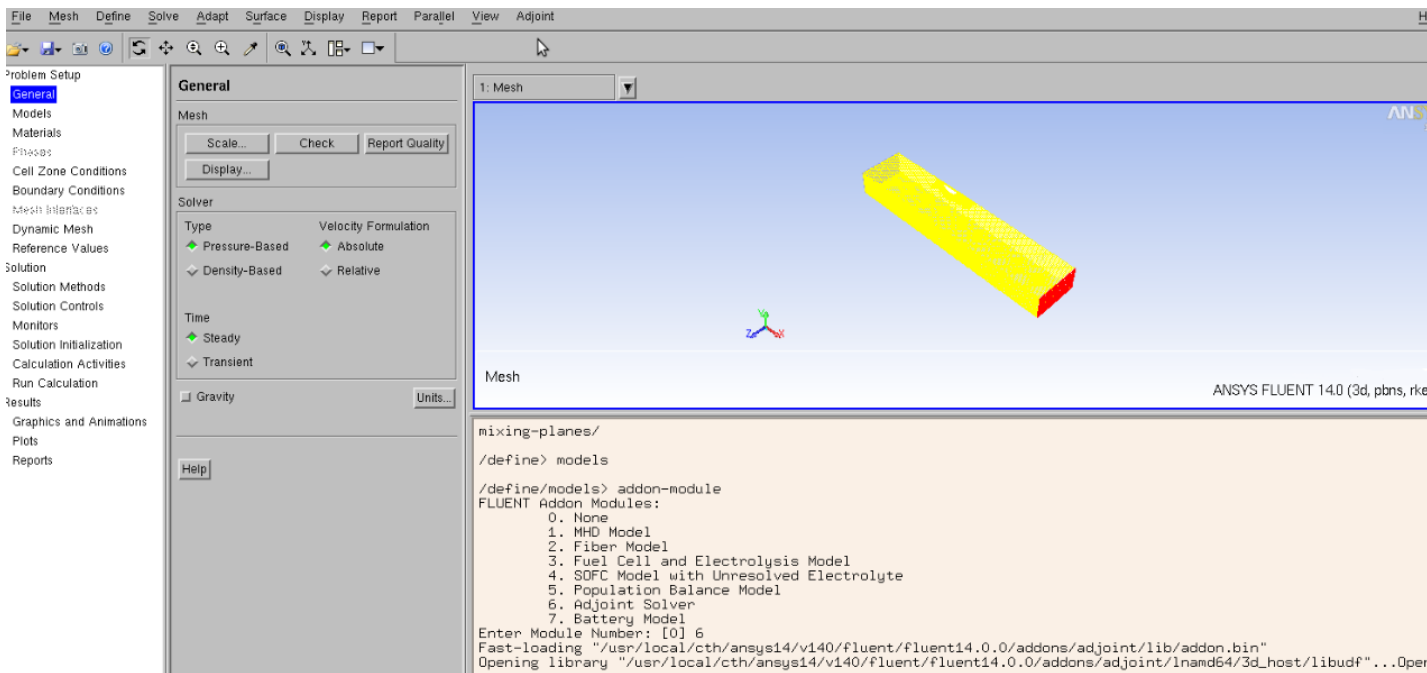 File Mesh Define Solve Adapt Surface Display Report Parallel View Adjoint H
Problem Setup
General
Models
Materials
Phases
Cell Zone Conditions
Boundary Conditions
Mesh Interfaces
Dynamic Mesh
Reference Values
Solution
Solution Methods
Solution Controls
Monitors
Solution Initialization
Calculation Activities
Run Calculation
Results
Graphics and Animations
Plots
Reports
General
Mesh
Scale... Check Report Quality
Display...
Solver
Type Velocity Formulation
Pressure-Based Absolute
Density-Based Relative
Time
Steady
Transient
Gravity Units...
Help
1: Mesh
ANSY
Y
Z X
Mesh
ANSYS FLUENT 14.0 (3d, pbns, rke
mixing-planes/
/define> models
/define/models> addon-module
FLUENT Addon Modules:
0. None
1. MHD Model
2. Fiber Model
3. Fuel Cell and Electrolysis Model
4. SOFC Model with Unresolved Electrolyte
5. Population Balance Model
6. Adjoint Solver
7. Battery Model
Enter Module Number: [0] 6
Fast-loading "/usr/local/cth/ansys14/v140/fluent/fluent14.0.0/addons/adjoint/lib/addon.bin"
Opening library "/usr/local/cth/ansys14/v140/fluent/fluent14.0.0/addons/adjoint/lnamd64/3d_host/libudf"...Open